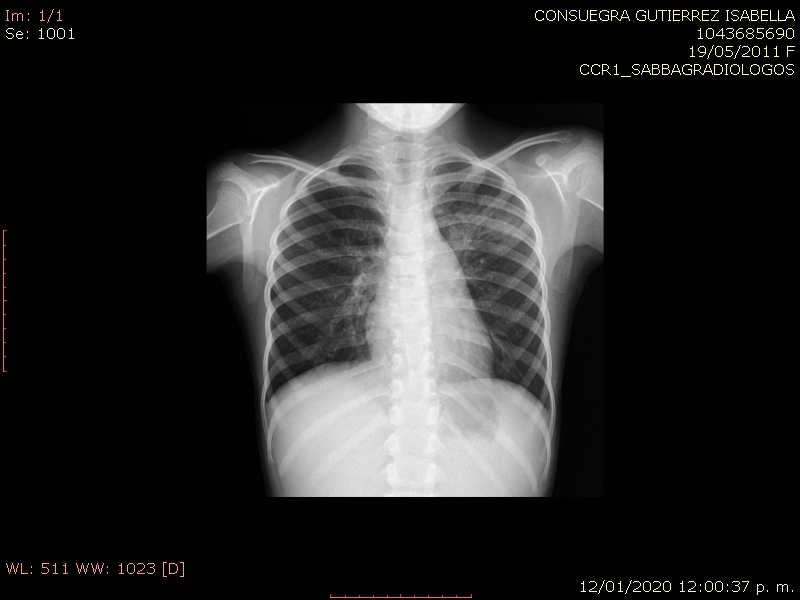 Im: 1/1
Se: 1001
CONSUEGRA GUTIERREZ ISABELLA
1043685690
19/05/2011 F
CCR1_SABBAGRADIOLOGOS
WL: 511 WW: 1023 [D]
12/01/2020 12:00:37 p. m.